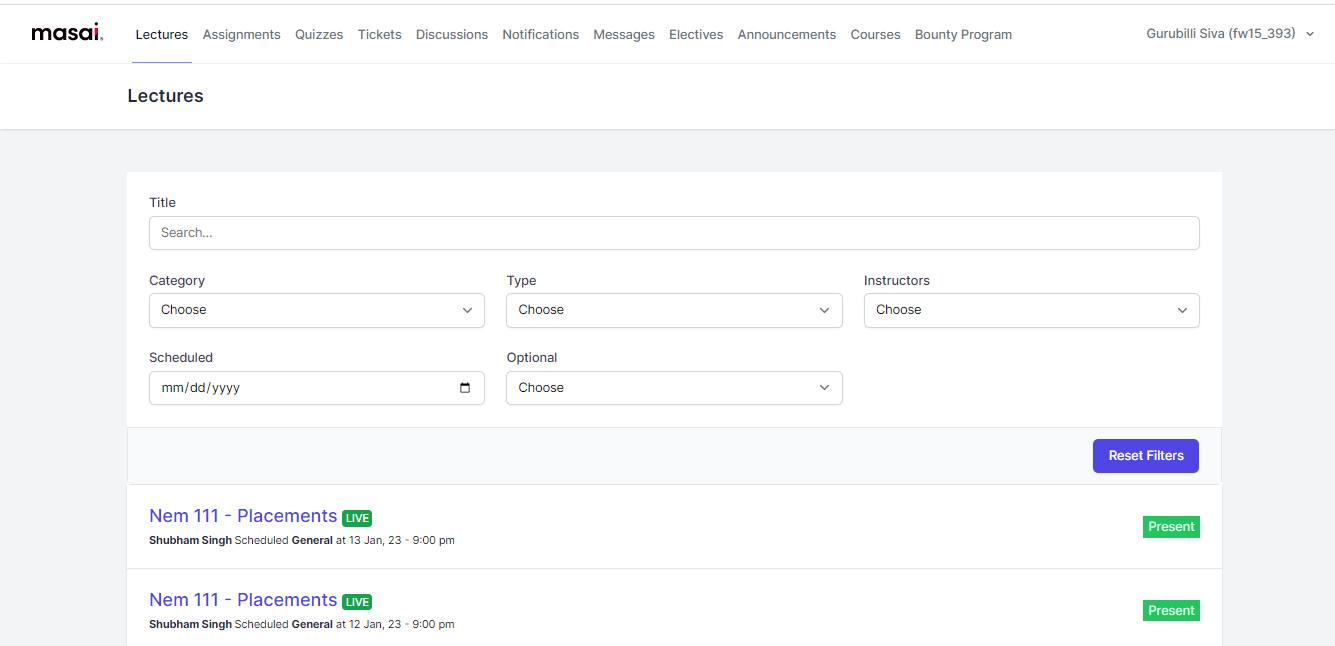 masai.
Lectures Assignments Quizzes Tickets Discussions Notifications Messages Electives Announcements Courses Bounty Program Gurubilli Siva (fw15_393)
Lectures
Title
Search...
Category Type Instructors
Choose Choose Choose
Scheduled Optional
mm/dd/yyyy Choose
Reset Filters
Nem 111 - Placements LIVE
Shubham Singh Scheduled General at 13 Jan, 23 - 9:00 pm
Present
Nem 111 - Placements LIVE
Shubham Singh Scheduled General at 12 Jan, 23 - 9:00 pm
Present